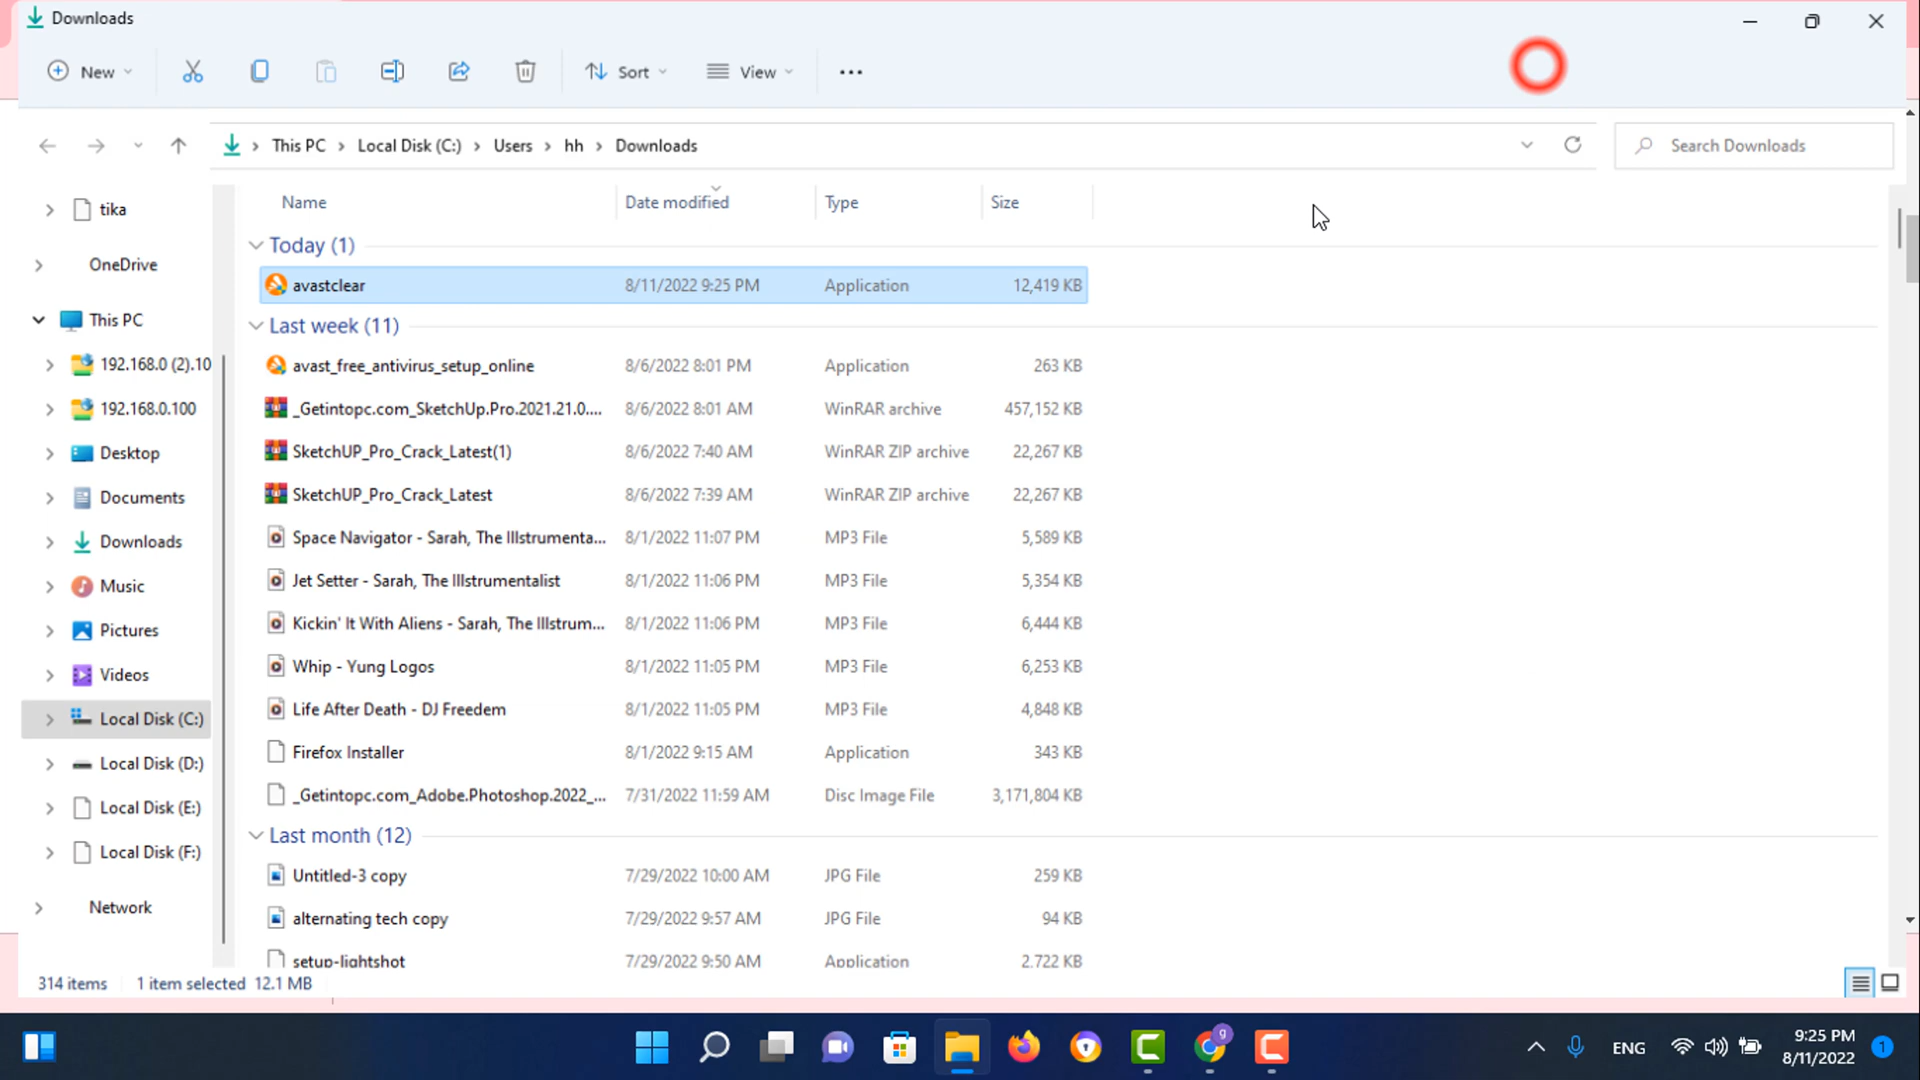 Downloads
New
Sort
View
This PC
Local Disk (C:)
Users
hh
Downloads
Search Downloads
Name
Date modified
Type
Size
tika
OneDrive
This PC
192.168.0 (2).10
192.168.0.100
Desktop
Documents
Downloads
Music
Pictures
Videos
Local Disk (C:)
Local Disk (D:)
Local Disk (E:)
Local Disk (F:)
Network
Today (1)
avastclear 8/11/2022 9:25 PM Application 12,419 KB
Last week (11)
avast_free_antivirus_setup_online 8/6/2022 8:01 PM Application 263 KB
_Getintopc.com_SketchUp.Pro.2021.21.0.... 8/6/2022 8:01 AM WinRAR archive 457,152 KB
SketchUP_Pro_Crack_Latest(1) 8/6/2022 7:40 AM WinRAR ZIP archive 22,267 KB
SketchUP_Pro_Crack_Latest 8/6/2022 7:39 AM WinRAR ZIP archive 22,267 KB
Space Navigator - Sarah, The Illstrumenta... 8/1/2022 11:07 PM MP3 File 5,589 KB
Jet Setter - Sarah, The Illstrumentalist 8/1/2022 11:06 PM MP3 File 5,354 KB
Kickin' It With Aliens - Sarah, The Illstrum... 8/1/2022 11:06 PM MP3 File 6,444 KB
Whip - Yung Logos 8/1/2022 11:05 PM MP3 File 6,253 KB
Life After Death - DJ Freedem 8/1/2022 11:05 PM MP3 File 4,848 KB
Firefox Installer 8/1/2022 9:15 AM Application 343 KB
_Getintopc.com_Adobe.Photoshop.2022_... 7/31/2022 11:59 AM Disc Image File 3,171,804 KB
Last month (12)
Untitled-3 copy 7/29/2022 10:00 AM JPG File 259 KB
alternating tech copy 7/29/2022 9:57 AM JPG File 94 KB
setup-lightshot 7/29/2022 9:50 AM Application 2,722 KB
314 items 1 item selected 12.1 MB
g
ENG
9:25 PM
8/11/2022
1